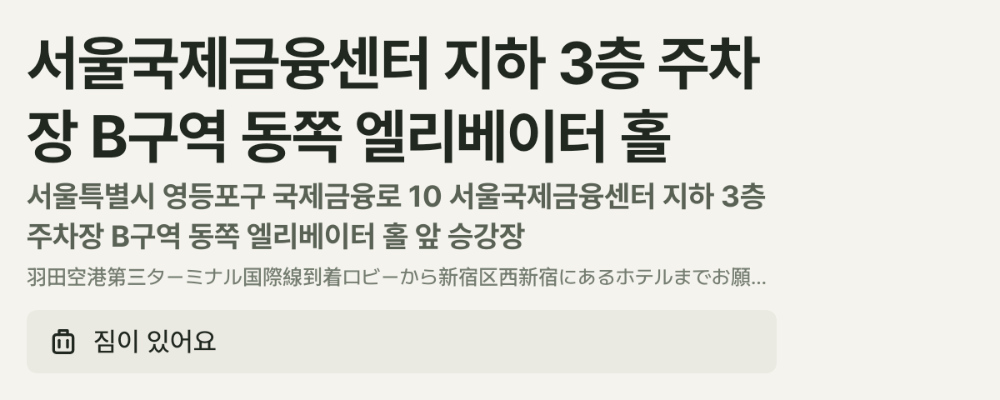 서울국제금융센터 지하 3층 주차
장 B구역 동쪽 엘리베이터 홀
서울특별시 영등포구 국제금융로 10 서울국제금융센터 지하 3층
주차장 B구역 동쪽 엘리베이터 홀 앞 승강장
羽田空港第三ターミナル国際線到着ロビーから新宿区西新宿にあるホテルまでお願...
짐이 있어요